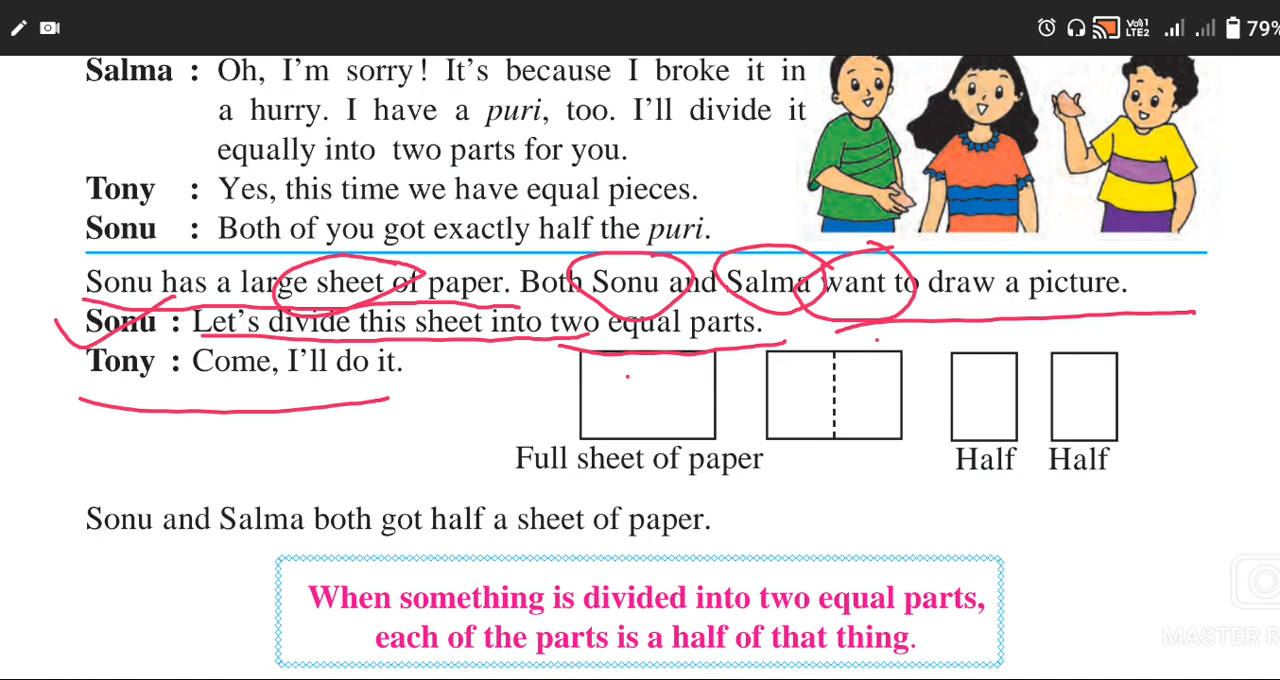 Vo) 1
LTE2
79%
Salma : Oh, I'm sorry! It's because I broke it in
a hurry. I have a puri, too. I'll divide it
equally into two parts for you.
Tony : Yes, this time we have equal pieces.
Sonu : Both of you got exactly half the puri.
Sonu has a large sheet of paper. Both Sonu and Salma want to draw a picture.
Sonu : Let's divide this sheet into two equal parts.
Tony : Come, I'll do it.
Full sheet of paper Half Half
Sonu and Salma both got half a sheet of paper.
When something is divided into two equal parts,
each of the parts is a half of that thing.
MASTER R